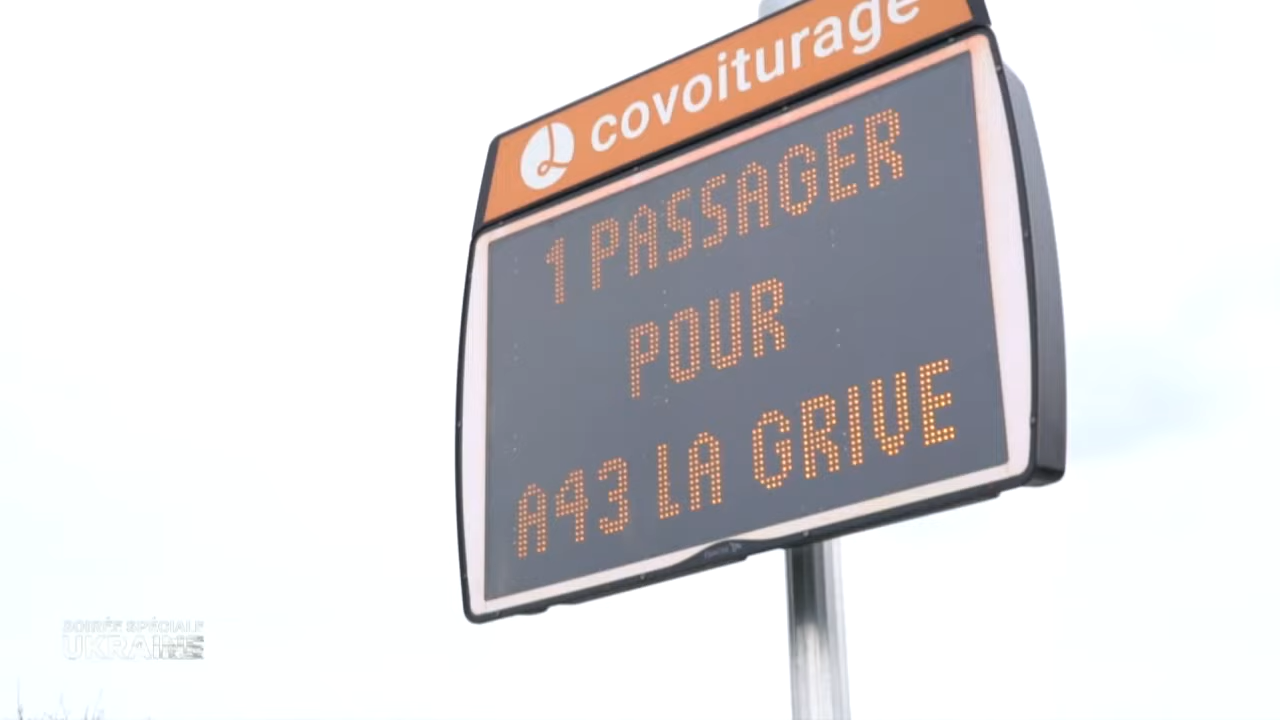 covoiturage
1 PASSAGER
POUR
A43 LA GRIVE
SOIRÉE SPÉCIALE
UKRAINE